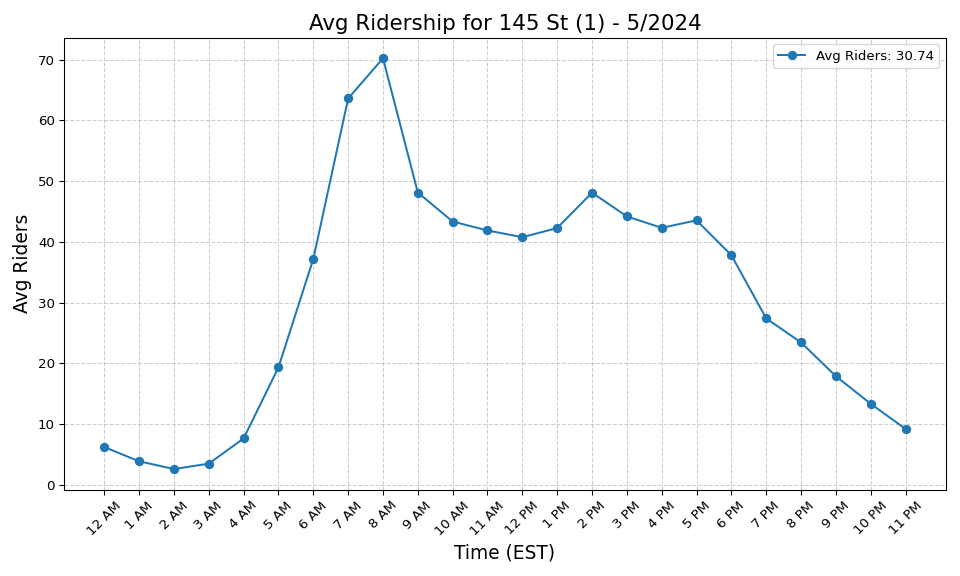 Avg Ridership for 145 St (1) - 5/2024
Avg Riders: 30.74
Avg Riders
70
60
50
40
30
20
10
0
12 AM
1 AM
2 AM
3 AM
4 AM
5 AM
6 AM
7 AM
8 AM
9 AM
10 AM
11 AM
12 PM
1 PM
2 PM
3 PM
4 PM
5 PM
6 PM
7 PM
8 PM
9 PM
10 PM
11 PM
Time (EST)